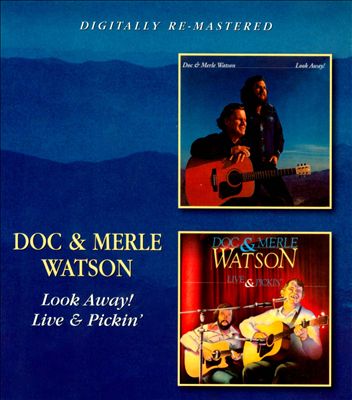 DIGITALLY RE-MASTERED
Doc & Merle Watson
Look Away!
DOC & MERLE
WATSON
Look Away!
Live & Pickin'
DOC & MERLE
WATSON
LIVE & PICKIN'